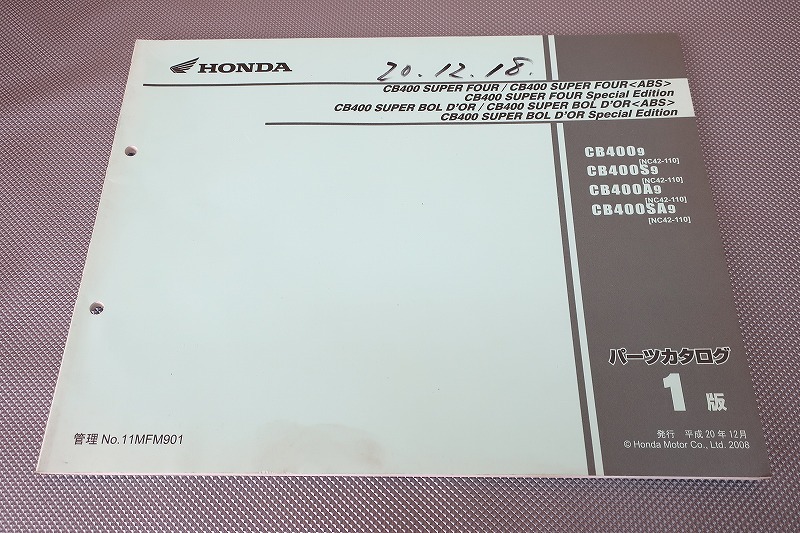 HONDA
20.12.18.
CB400 SUPER FOUR / CB400 SUPER FOUR<ABS>
CB400 SUPER FOUR Special Edition
CB400 SUPER BOL D'OR / CB400 SUPER BOL D'OR<ABS>
CB400 SUPER BOL D'OR Special Edition
CB4009
[NC42-110]
CB400S9
[NC42-110]
CB400A9
[NC42-110]
CB400SA9
[NC42-110]
パーツカタログ
1 版
管理 No.11MFM901
発行 平成 20 年 12月
© Honda Motor Co., Ltd. 2008